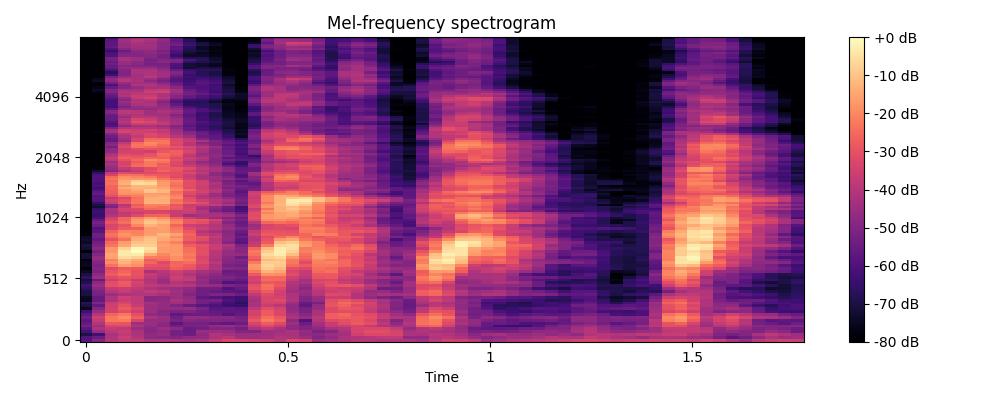 Mel-frequency spectrogram
+0 dB
4096
-10 dB
-20 dB
2048
-30 dB
Hz
-40 dB
1024
-50 dB
512
-60 dB
-70 dB
0
-80 dB
0
0.5
1
1.5
Time